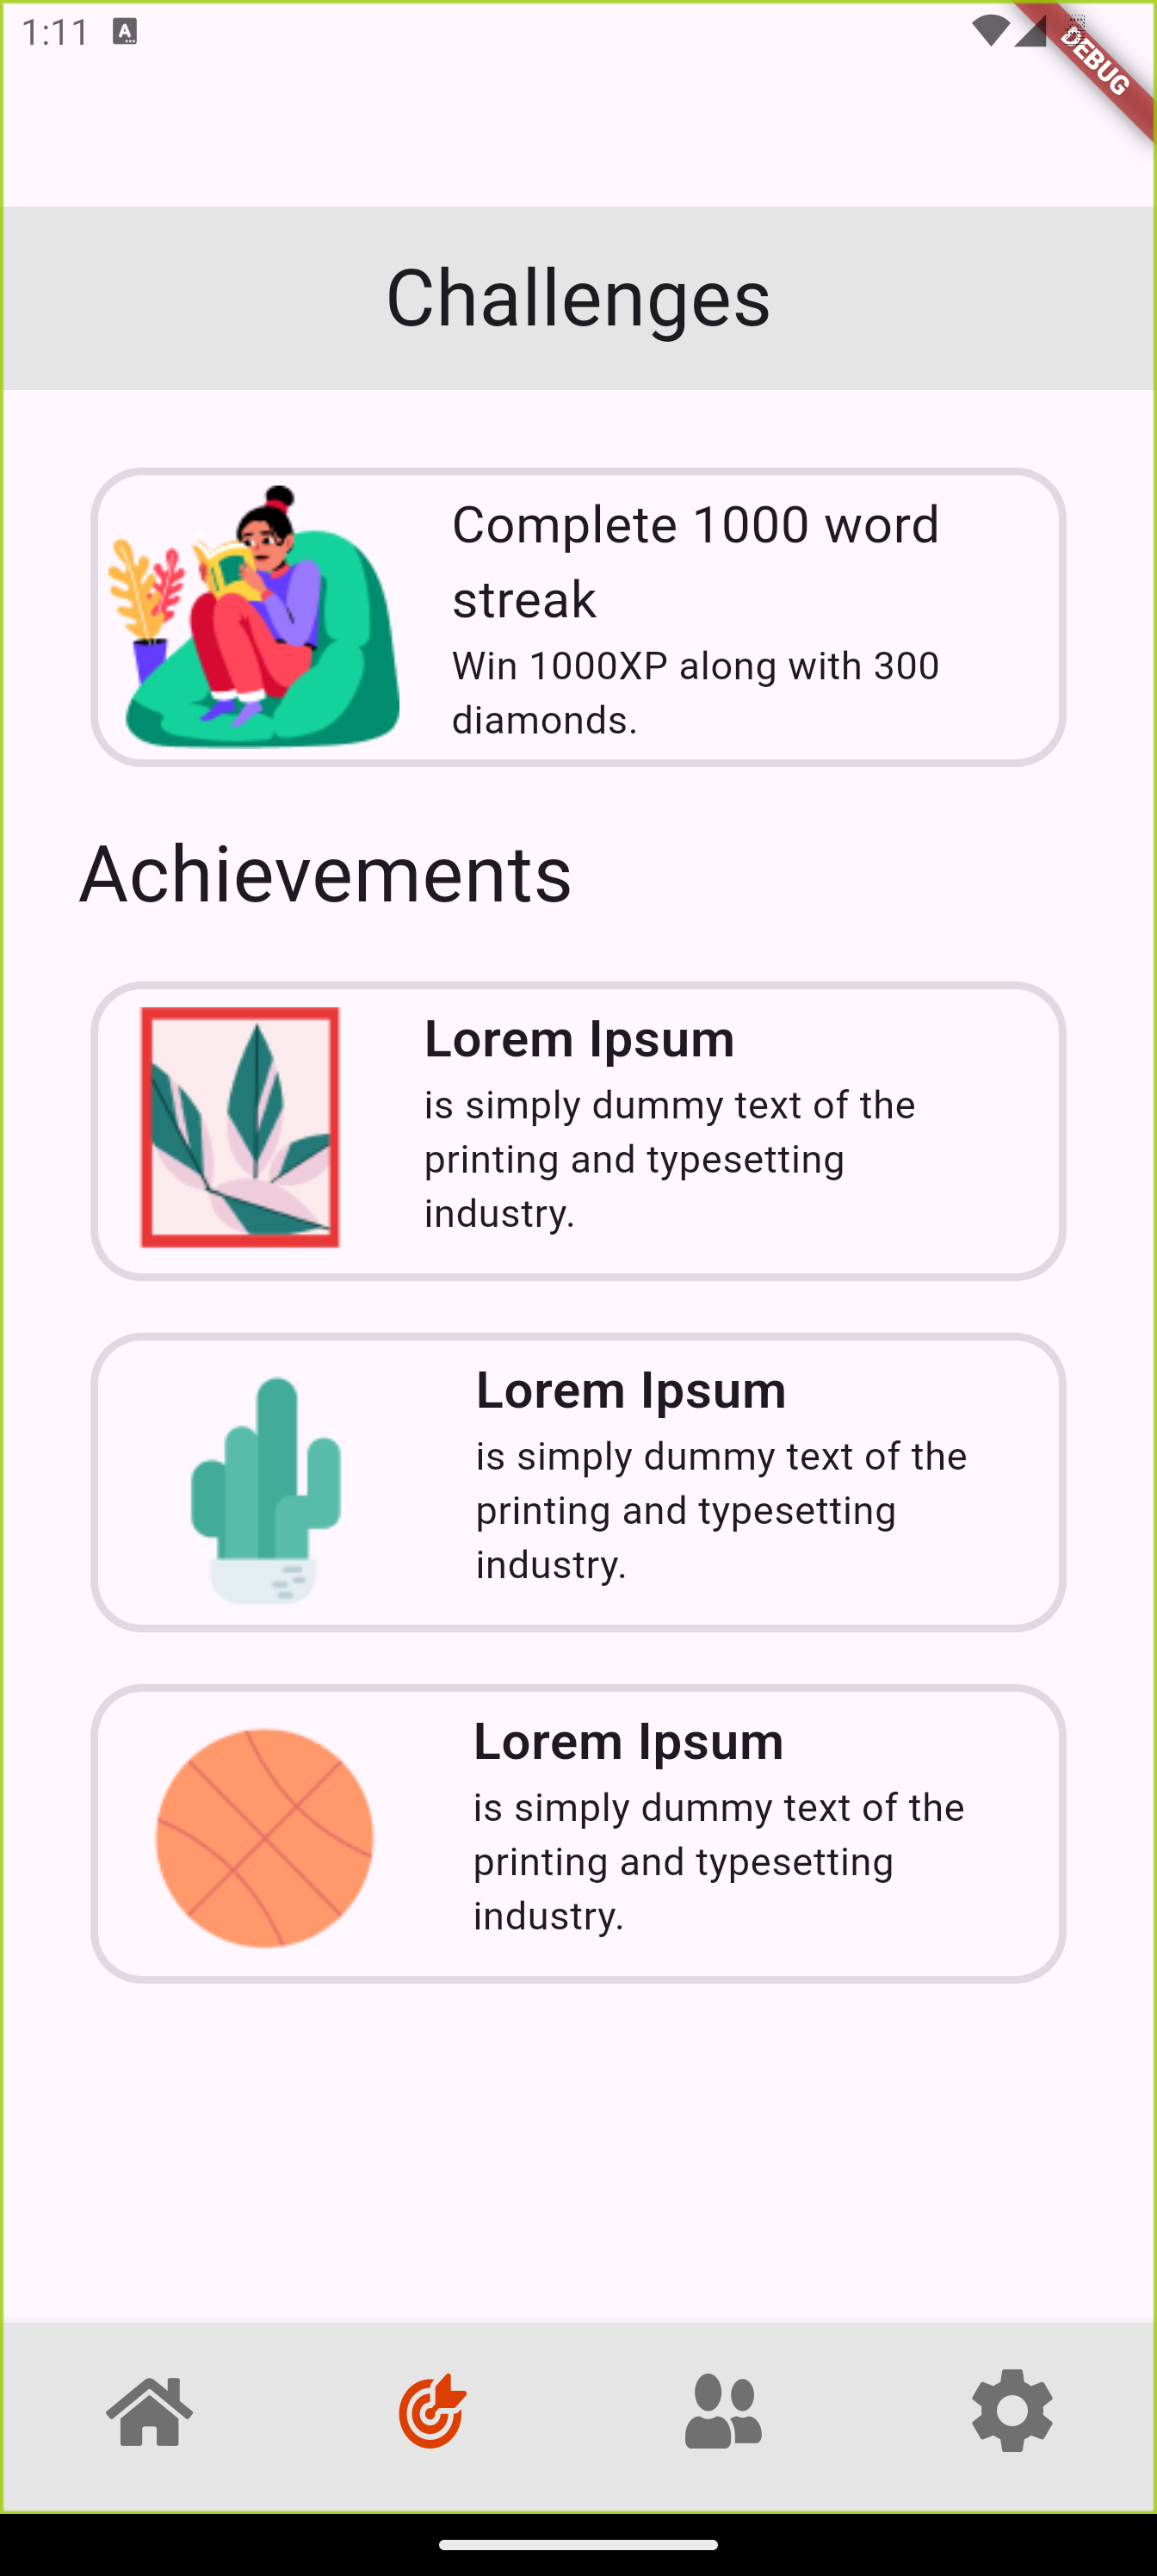 1:11
A
DEBUG
Challenges
Complete 1000 word
streak
Win 1000XP along with 300
diamonds.
Achievements
Lorem Ipsum
is simply dummy text of the
printing and typesetting
industry.
Lorem Ipsum
is simply dummy text of the
printing and typesetting
industry.
Lorem Ipsum
is simply dummy text of the
printing and typesetting
industry.